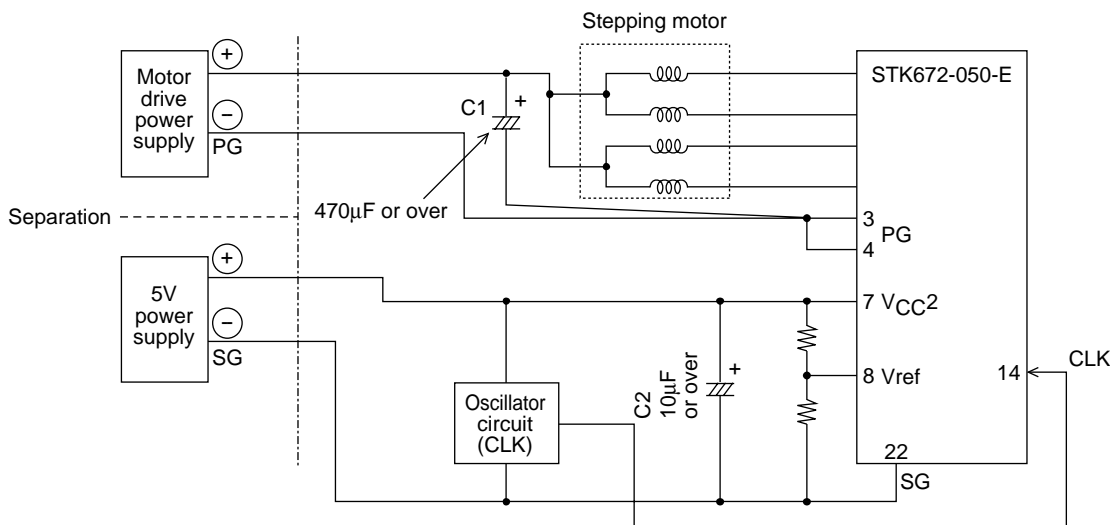 Stepping motor
+
Motor
drive
power
supply
−
PG
C1
+
STK672-050-E
470μF or over
Separation
3
PG
4
+
5V
power
supply
−
SG
7 VCC2
8 Vref
14
CLK
Oscillator
circuit
(CLK)
C2
10μF
or over
+
22
SG